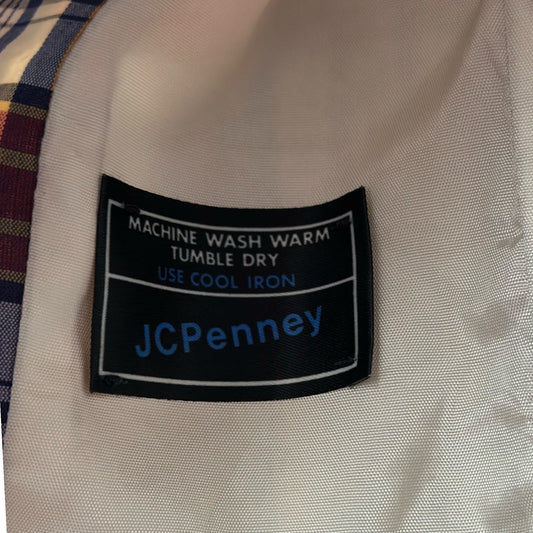 MACHINE WASH WARM
TUMBLE DRY
USE COOL IRON
JCPenney